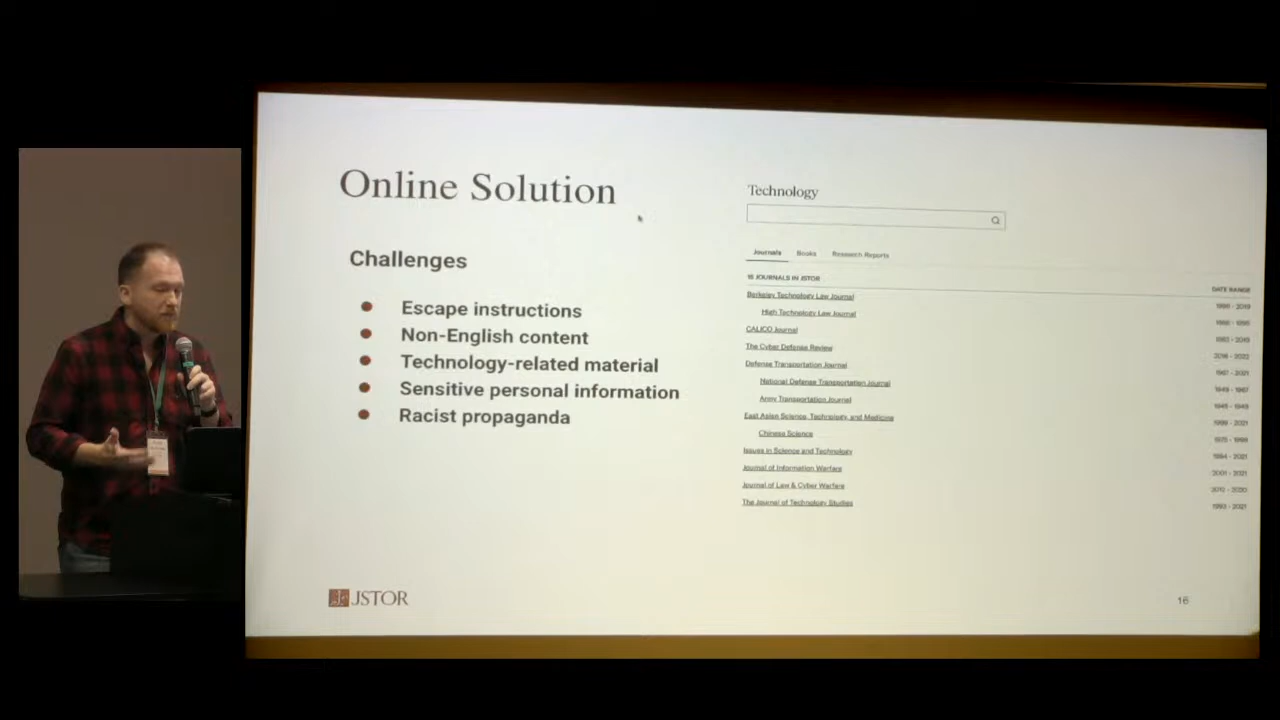 Online Solution
Challenges
Escape instructions
Non-English content
Technology-related material
Sensitive personal information
Racist propaganda
JSTOR
Technology
Journals Books Research Reports
15 JOURNALS IN JSTOR
DATE RANGE
Berkeley Technology Law Journal
1996 - 2019
High Technology Law Journal
1986 - 1995
CALICO Journal
1983 - 2019
The Cyber Defense Review
2016 - 2022
Defense Transportation Journal
1967 - 2021
National Defense Transportation Journal
1949 - 1967
Army Transportation Journal
1945 - 1949
East Asian Science, Technology, and Medicine
1999 - 2021
Chinese Science
1975 - 1998
Issues in Science and Technology
1984 - 2021
Journal of Information Warfare
2001 - 2021
Journal of Law & Cyber Warfare
2012 - 2020
The Journal of Technology Studies
1993 - 2021
16